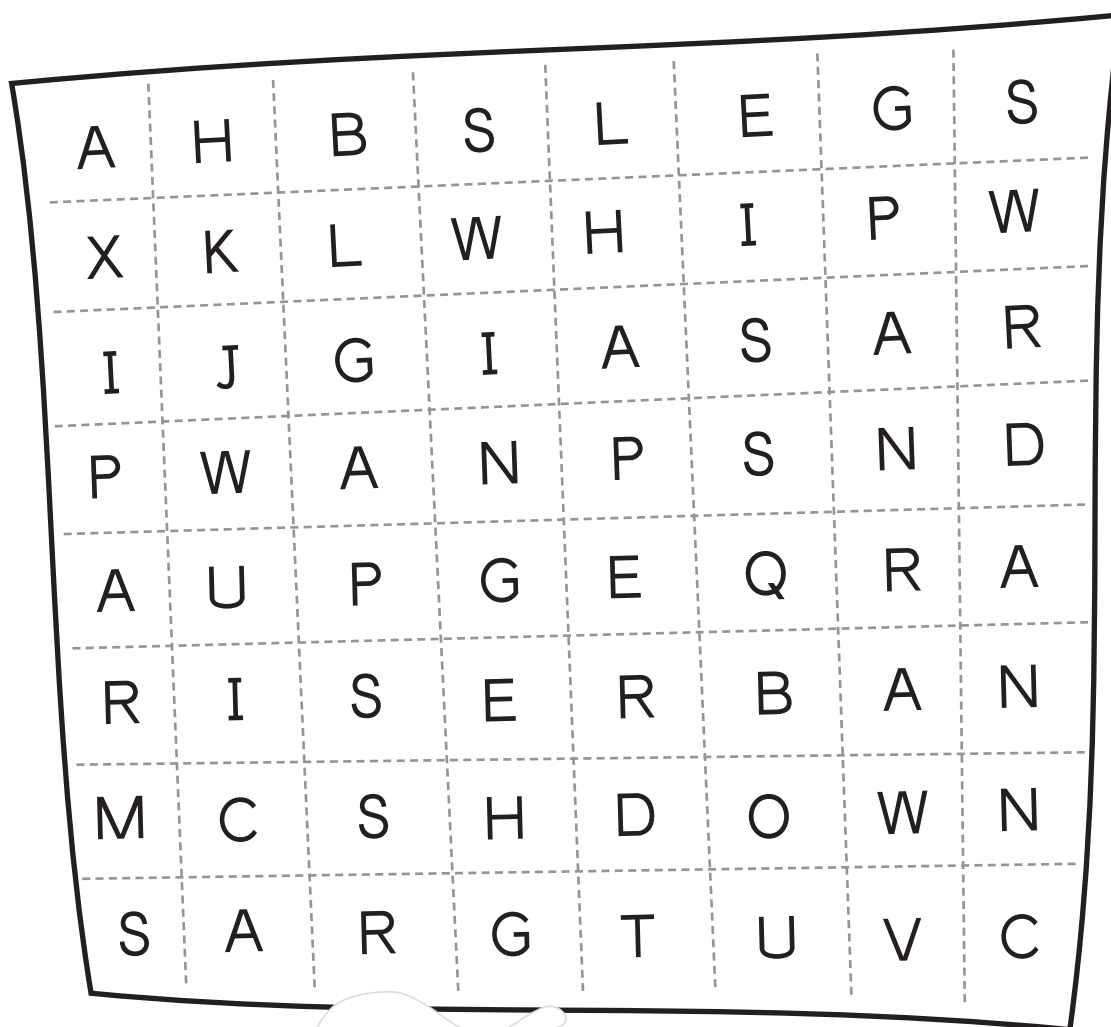 A H B S L E G S
X K L W H I P W
I J G I A S A R
P W A N P S N D
A U P G E Q R A
R I S E R B A N
M C S H D O W N
S A R G T U V C